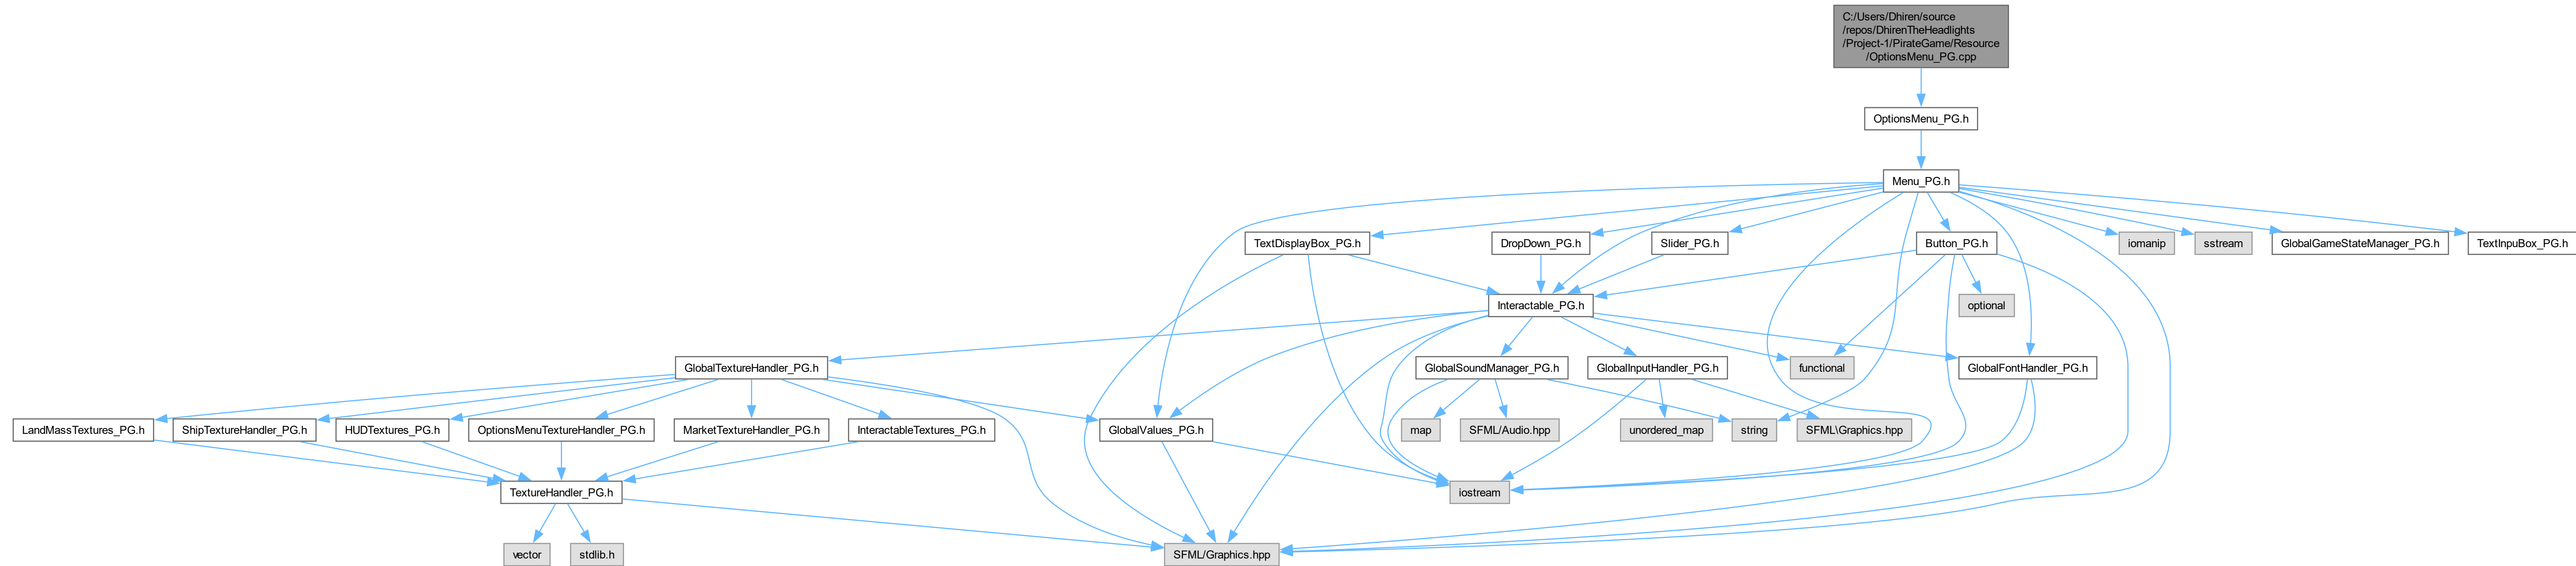 C:/Users/Dhiren/source
/repos/DhirenTheHeadlights
/Project-1/PirateGame/Resource
/OptionsMenu_PG.cpp
OptionsMenu_PG.h
Menu_PG.h
TextDisplayBox_PG.h
DropDown_PG.h
Slider_PG.h
Button_PG.h
iomanip
sstream
GlobalGameStateManager_PG.h
TextInpuBox_PG.h
Interactable_PG.h
optional
GlobalTextureHandler_PG.h
GlobalSoundManager_PG.h
GlobalInputHandler_PG.h
functional
GlobalFontHandler_PG.h
LandMassTextures_PG.h
ShipTextureHandler_PG.h
HUDTextures_PG.h
OptionsMenuTextureHandler_PG.h
MarketTextureHandler_PG.h
InteractableTextures_PG.h
GlobalValues_PG.h
map
SFML/Audio.hpp
unordered_map
string
SFML\Graphics.hpp
TextureHandler_PG.h
iostream
vector
stdlib.h
SFML/Graphics.hpp